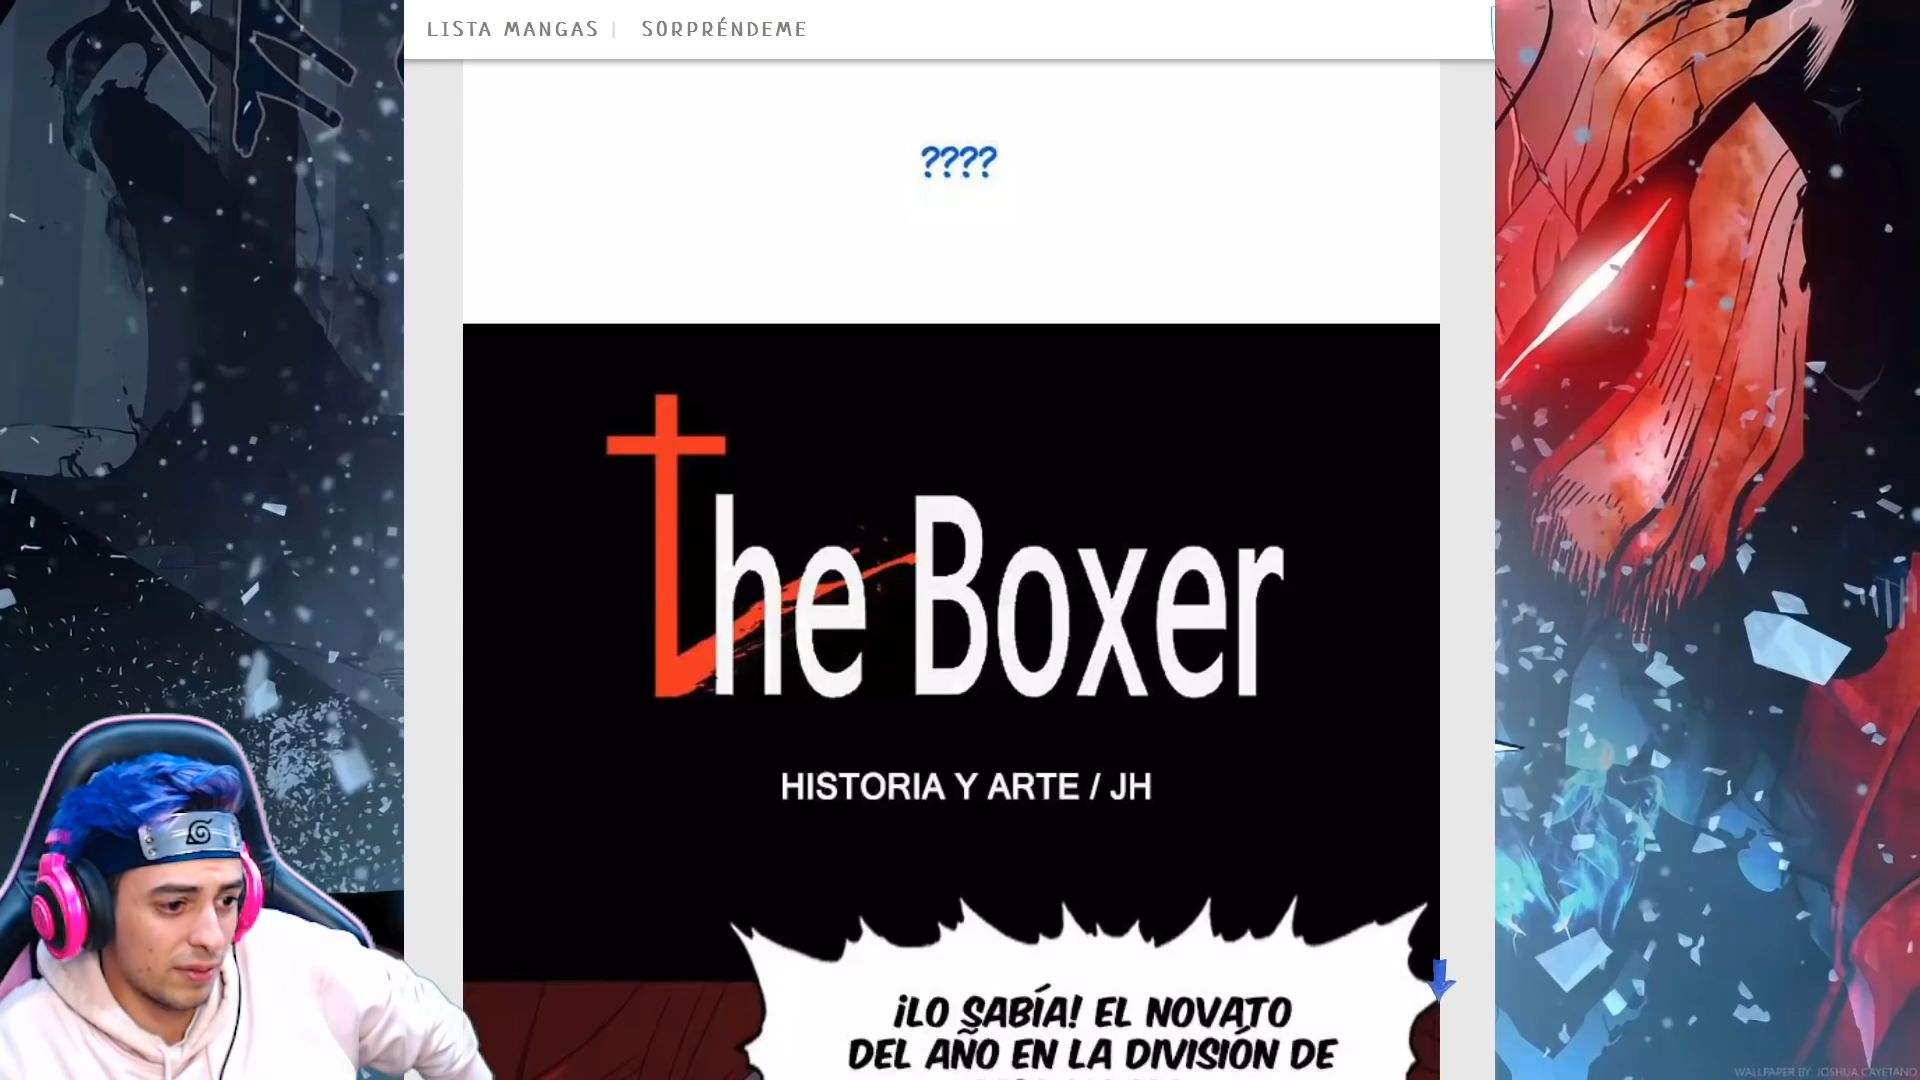 LISTA MANGAS | SORPRÉNDEME
????
the Boxer
HISTORIA Y ARTE / JH
¡LO SABÍA! EL NOVATO
DEL AÑO EN LA DIVISIÓN DE
WALLPAPER BY: JOSHUA CAYETANO